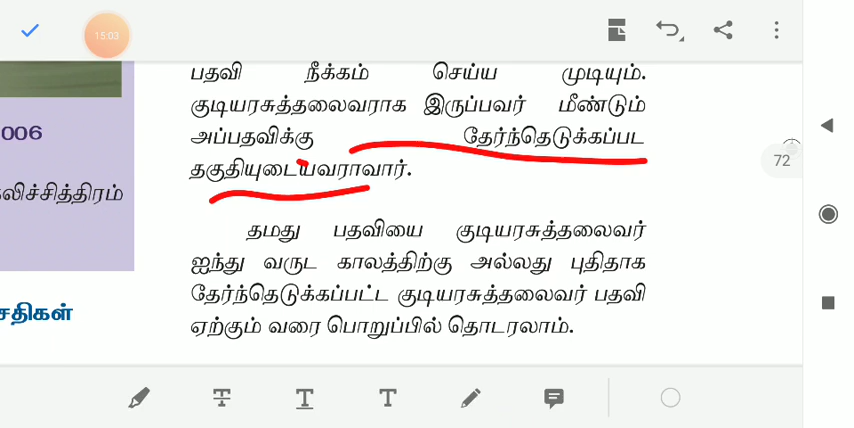 15:03
பதவி நீக்கம் செய்ய முடியும்.
குடியரசுத்தலைவராக இருப்பவர் மீண்டும்
அப்பதவிக்கு தேர்ந்தெடுக்கப்பட
தகுதியுடையவராவார்.
தமது பதவியை குடியரசுத்தலைவர்
ஐந்து வருட காலத்திற்கு அல்லது புதிதாக
தேர்ந்தெடுக்கப்பட்ட குடியரசுத்தலைவர் பதவி
ஏற்கும் வரை பொறுப்பில் தொடரலாம்.
006
லிச்சித்திரம்
சதிகள்
72
T T T